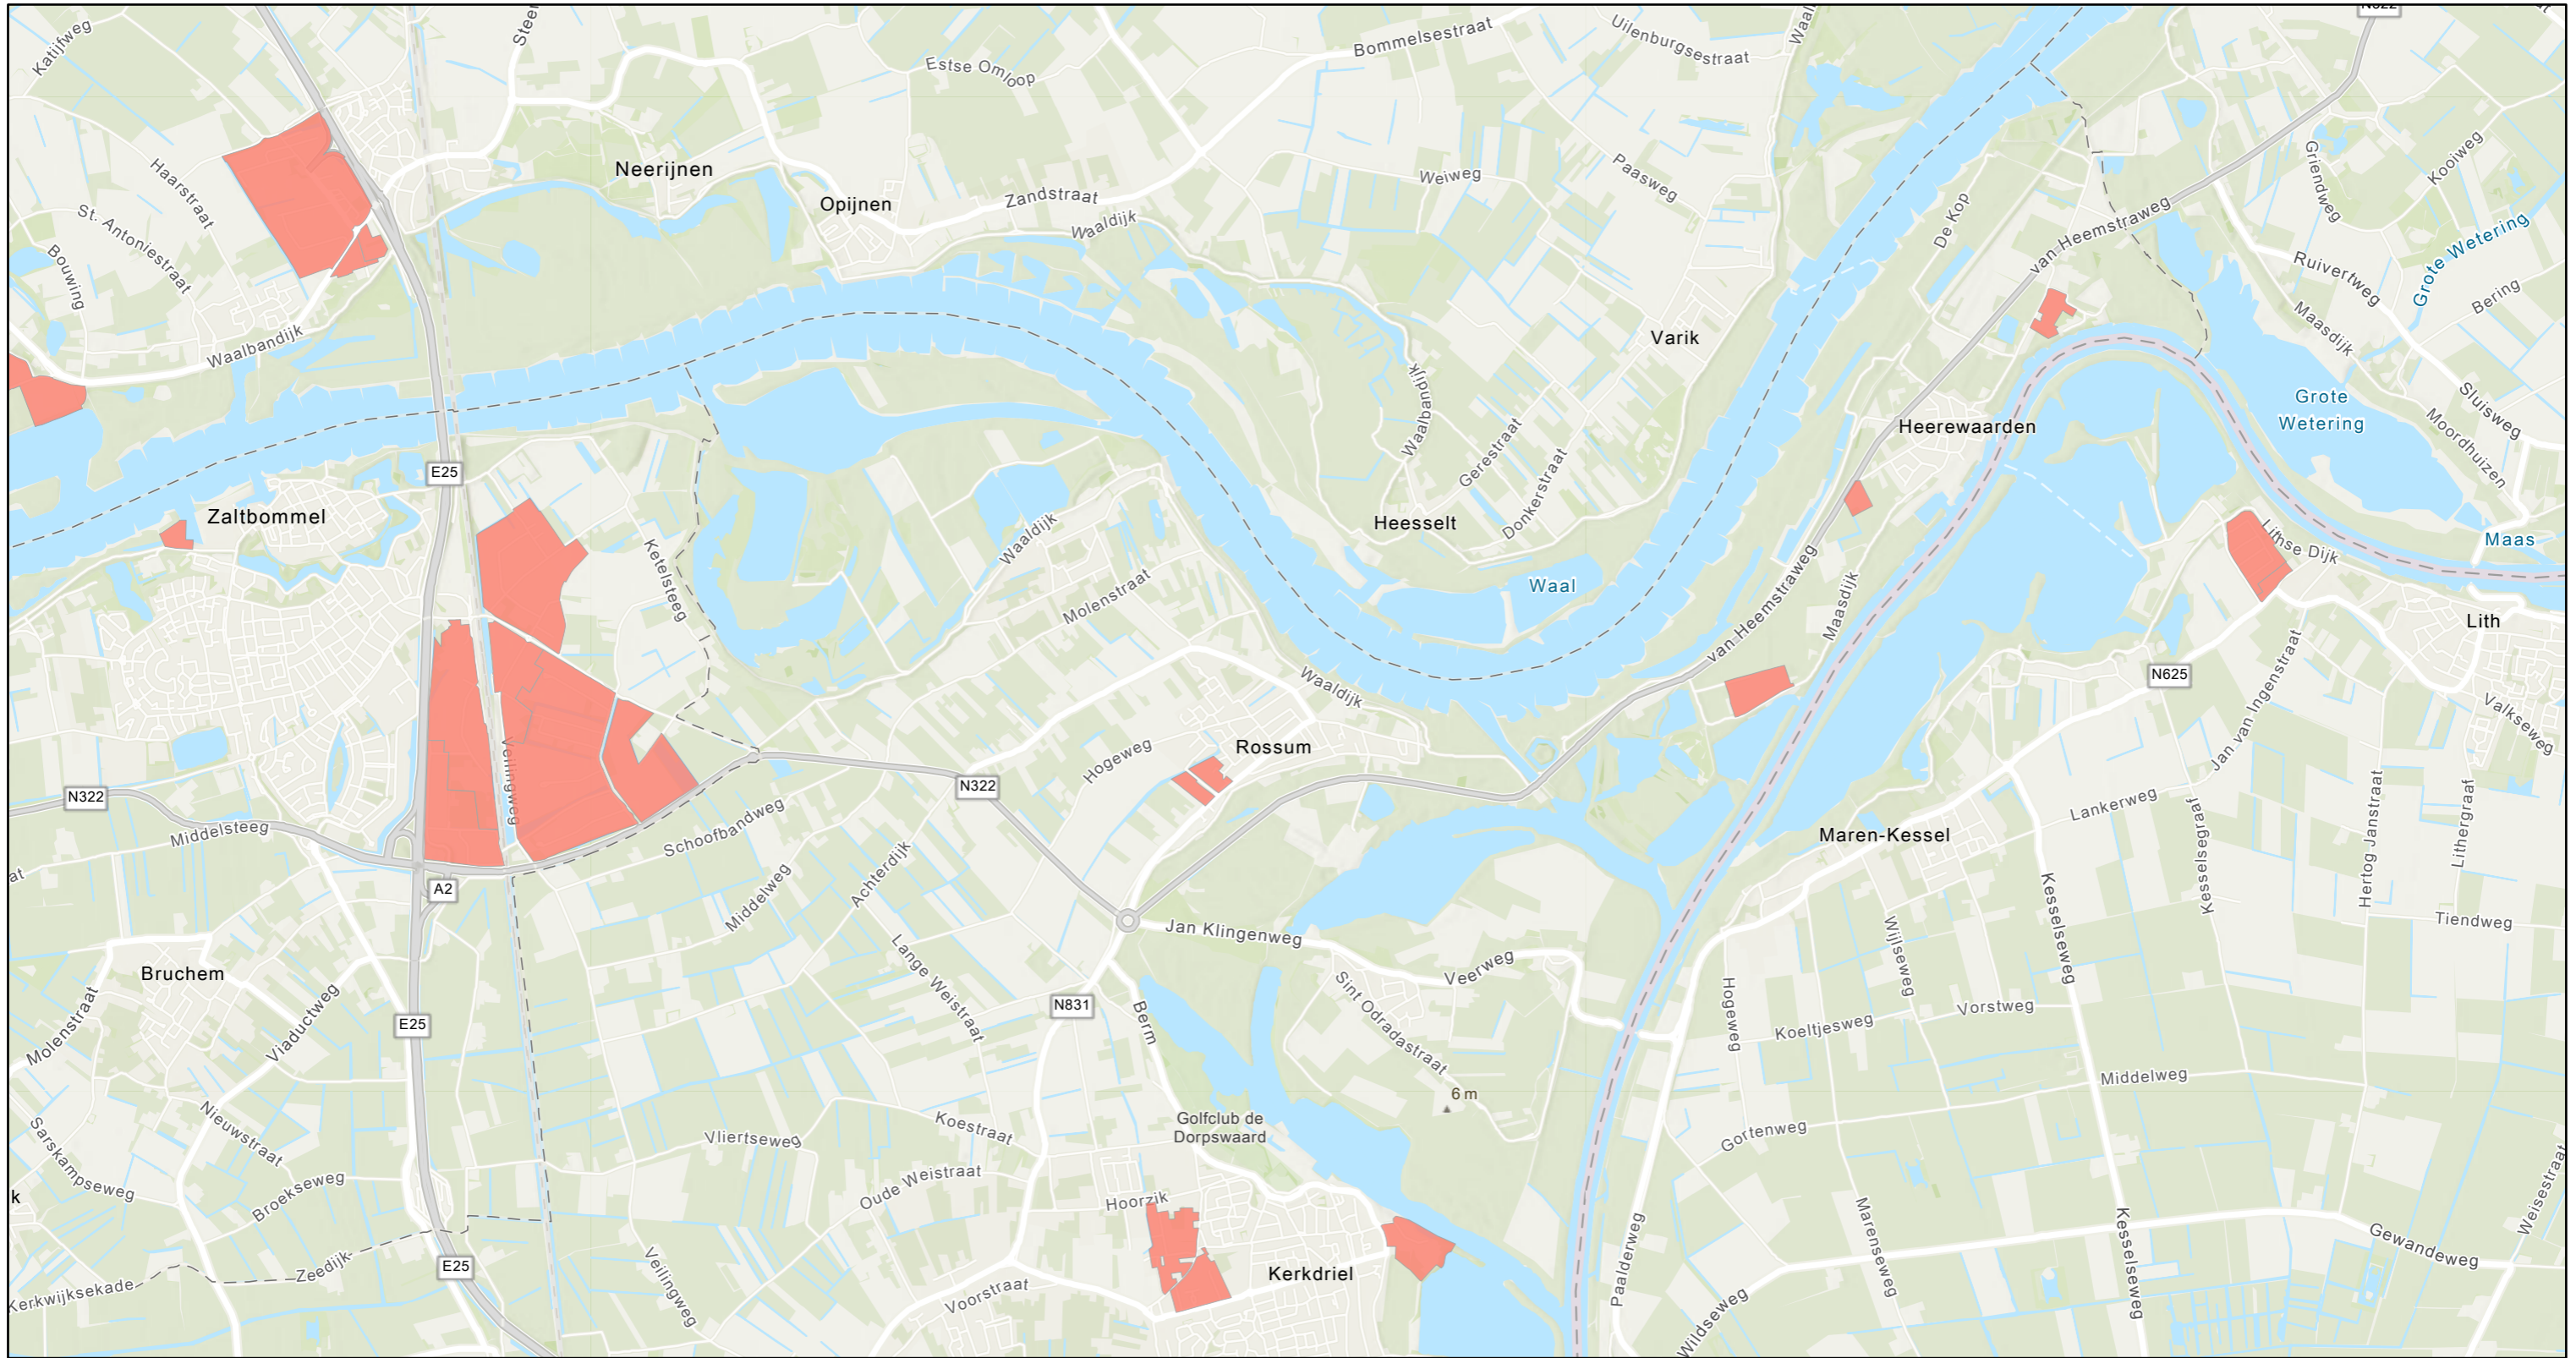 N322
Katijfweg
Steer
Estse Omloop
Bommelsestraat
Uilenburgsestraat
Waal
Haarstraat
St. Antoniestraat
Bouwing
Neerijnen
Opijnen
Zandstraat
Waaldijk
Weiweg
Paasweg
De Kop
van Heemstraweg
Griendweg
Kooiweg
Grote Wetering
Ruiverfweg
Bering
Maasdijk
Waalbandijk
Varik
Waalbandijk
Grote
Wetering
Sluisweg
Moordhuizen
Heerewaarden
E25
Zaltbommel
Gerestraat
Donkerstraat
Heesselt
Waal
Lithse Dijk
Maas
Ketelsteeg
Waaldijk
Molenstraat
Maasdijk
van Heemstraweg
Lith
N625
Jan van Ingenstraat
Valkseweg
Waaldijk
Rossum
Hogeweg
Veilingweg
N322
N322
Middelsteeg
Schoofbandweg
Maren-Kessel
Lankerweg
Kesselsegraaf
Hertog Janstraat
Lithergraaf
at
A2
Middelweg
Achterdijk
Kesselseweg
Tiendweg
Jan Klingenweg
Wijlseweg
Bruchem
Lange Weistraat
Veerweg
Sint Odradastraat
Hogeweg
Vorstweg
Koeltjesweg
N831
Berm
E25
Molenstraat
Viaductweg
Middelweg
6 m
Golfclub de
Dorpswaard
Nieuwstraat
Sarskampseweg
Koestraat
Vliertseweg
Gortenweg
Weisestraat
Broekseweg
Oude Weistraat
Hoorzik
k
Marenseweg
Kesselseweg
Gewandeweg
Paalderweg
Zeedijk
E25
Veilingweg
Kerkdriel
Voorstraat
Kerkwijksekade
Wildseweg